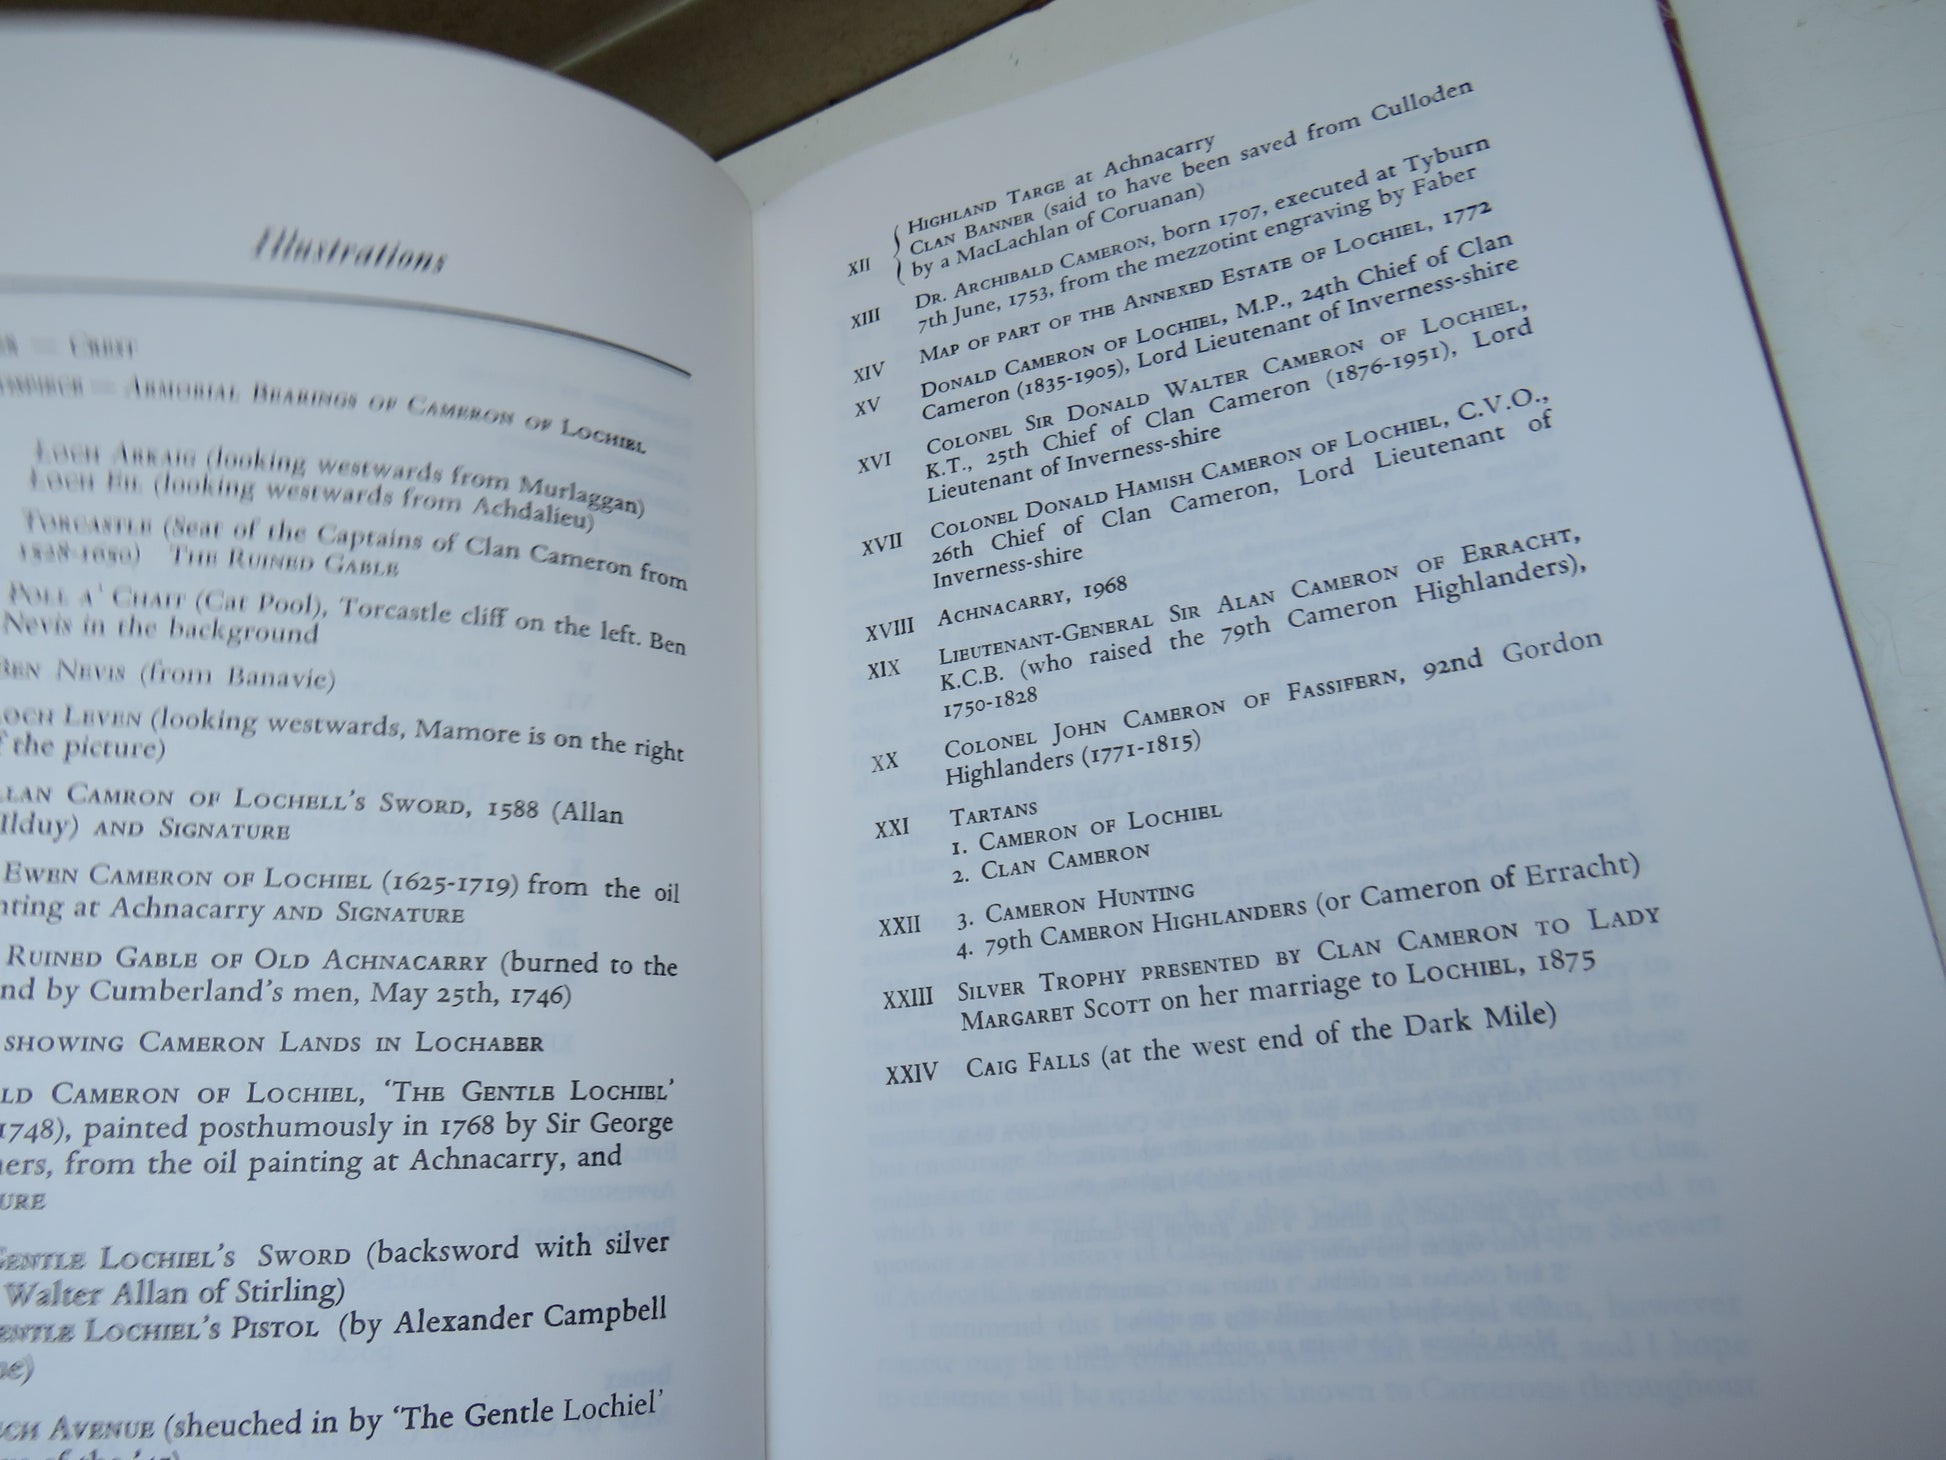 Illustrations
— CREST
— ARMORIAL BEARINGS OF CAMERON OF LOCHIEL
LOCH ARKAIG (looking westwards from Murlaggan)
LOCH EIL (looking westwards from Achdalieu)
TORCASTLE (Seat of the Captains of Clan Cameron from
THE RUINED GABLE
POLL A' CHAIT (Cat Pool), Torcastle cliff on the left. Ben
Nevis in the background
BEN NEVIS (from Banavie)
OCH LEVEN (looking westwards, Mamore is on the right
f the picture)
LLAN CAMRON OF LOCHELL'S SWORD, 1588 (Allan
lldu​y) AND SIGNATURE
EWEN CAMERON OF LOCHIEL (1625-1719) from the oil
nting at Achnacarry AND SIGNATURE
RUINED GABLE OF OLD ACHNACARRY (burned to the
nd by Cumberland's men, May 25th, 1746)
SHOWING CAMERON LANDS IN LOCHABER
LD CAMERON OF LOCHIEL, 'THE GENTLE LOCHIEL'
1748), painted posthumously in 1768 by Sir George
ers, from the oil painting at Achnacarry, and
URE
GENTLE LOCHIEL'S SWORD (backsword with silver
Walter Allan of Stirling)
ENTLE LOCHIEL'S PISTOL (by Alexander Campbell
ne)
CH AVENUE (sheuched in by 'The Gentle Lochiel'
XII HIGHLAND TARGE at Achnacarry
CLAN BANNER (said to have been saved from Culloden
by a MacLachlan of Coruanan)
XIII DR. ARCHIBALD CAMERON, born 1707, executed at Tyburn
7th June, 1753, from the mezzotint engraving by Faber
XIV MAP OF PART OF THE ANNEXED ESTATE OF LOCHIEL, 1772
XV DONALD CAMERON OF LOCHIEL, M.P., 24th Chief of Clan
Cameron (1835-1905), Lord Lieutenant of Inverness-shire
XVI COLONEL SIR DONALD WALTER CAMERON OF LOCHIEL,
K.T., 25th Chief of Clan Cameron (1876-1951), Lord
Lieutenant of Inverness-shire
XVII COLONEL DONALD HAMISH CAMERON OF LOCHIEL, C.V.O.,
26th Chief of Clan Cameron, Lord Lieutenant of
Inverness-shire
XVIII ACHNACARRY, 1968
XIX LIEUTENANT-GENERAL SIR ALAN CAMERON OF ERRACHT,
K.C.B. (who raised the 79th Cameron Highlanders),
1750-1828
XX COLONEL JOHN CAMERON OF FASSIFERN, 92nd Gordon
Highlanders (1771-1815)
XXI TARTANS
1. CAMERON OF LOCHIEL
2. CLAN CAMERON
XXII 3. CAMERON HUNTING
4. 79th CAMERON HIGHLANDERS (or Cameron of Erracht)
XXIII SILVER TROPHY PRESENTED BY CLAN CAMERON TO LADY
MARGARET SCOTT on her marriage to LOCHIEL, 1875
XXIV CAIG FALLS (at the west end of the Dark Mile)